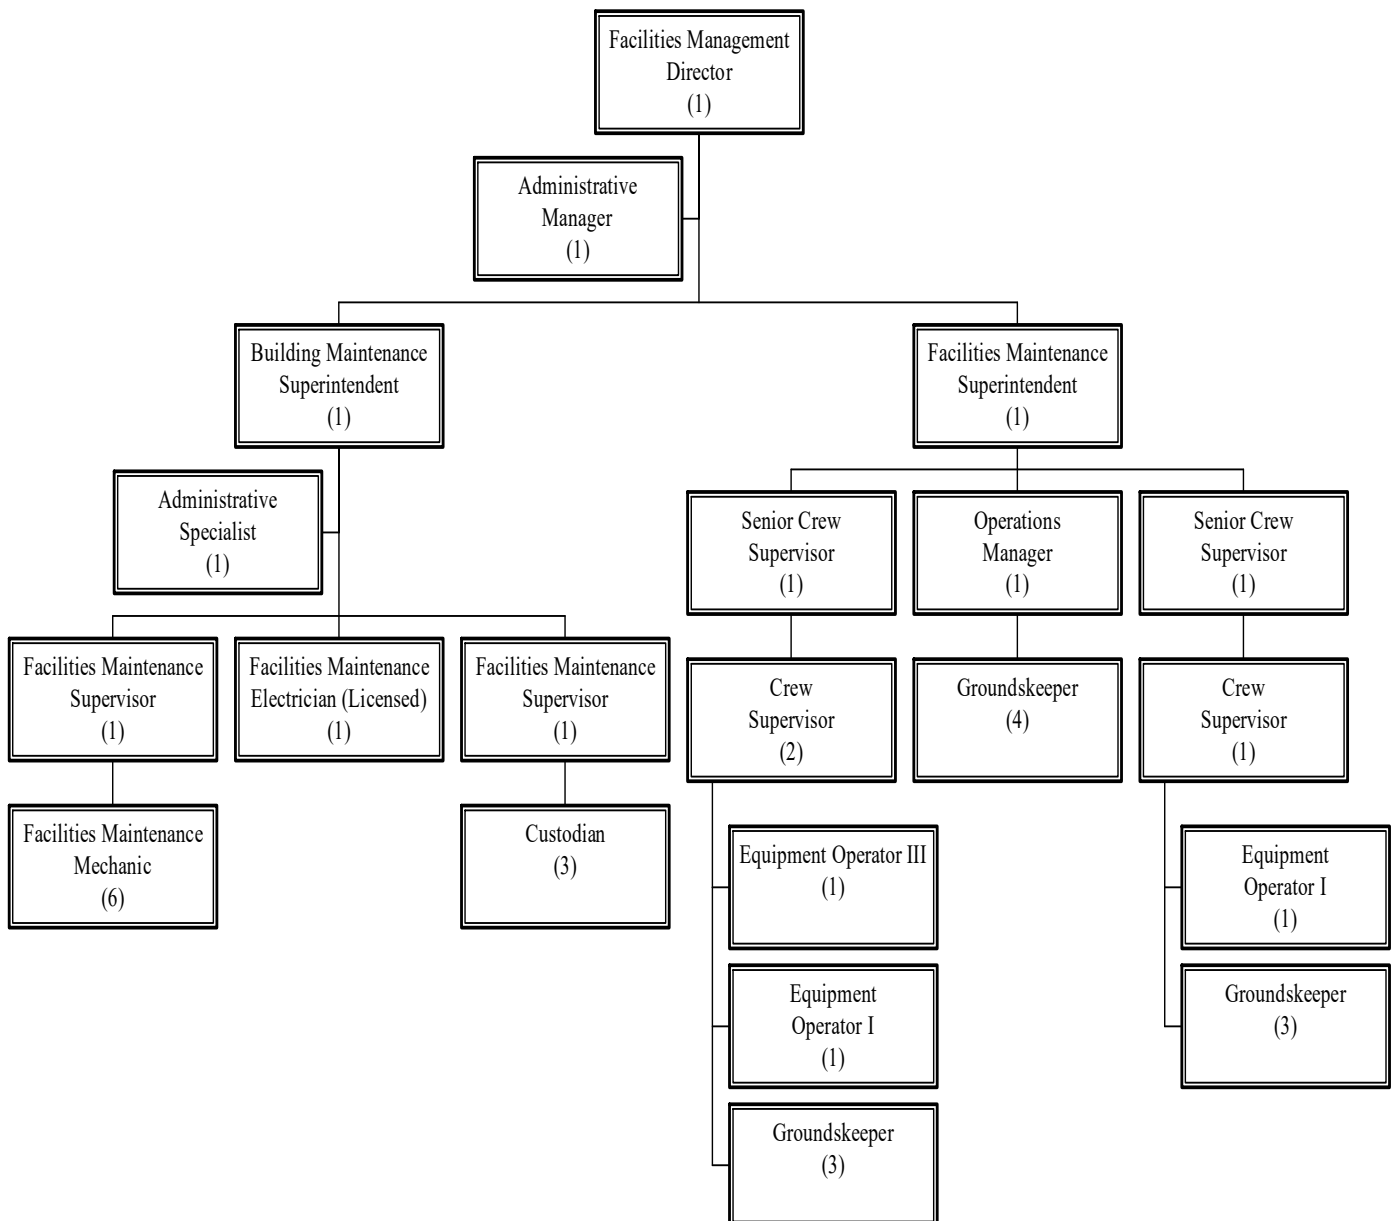 Facilities Management
Director
(1)
Administrative
Manager
(1)
Building Maintenance
Superintendent
(1)
Facilities Maintenance
Superintendent
(1)
Administrative
Specialist
(1)
Senior Crew
Supervisor
(1)
Operations
Manager
(1)
Senior Crew
Supervisor
(1)
Facilities Maintenance
Supervisor
(1)
Facilities Maintenance
Electrician (Licensed)
(1)
Facilities Maintenance
Supervisor
(1)
Crew
Supervisor
(2)
Groundskeeper
(4)
Crew
Supervisor
(1)
Facilities Maintenance
Mechanic
(6)
Custodian
(3)
Equipment Operator III
(1)
Equipment
Operator I
(1)
Equipment
Operator I
(1)
Groundskeeper
(3)
Groundskeeper
(3)